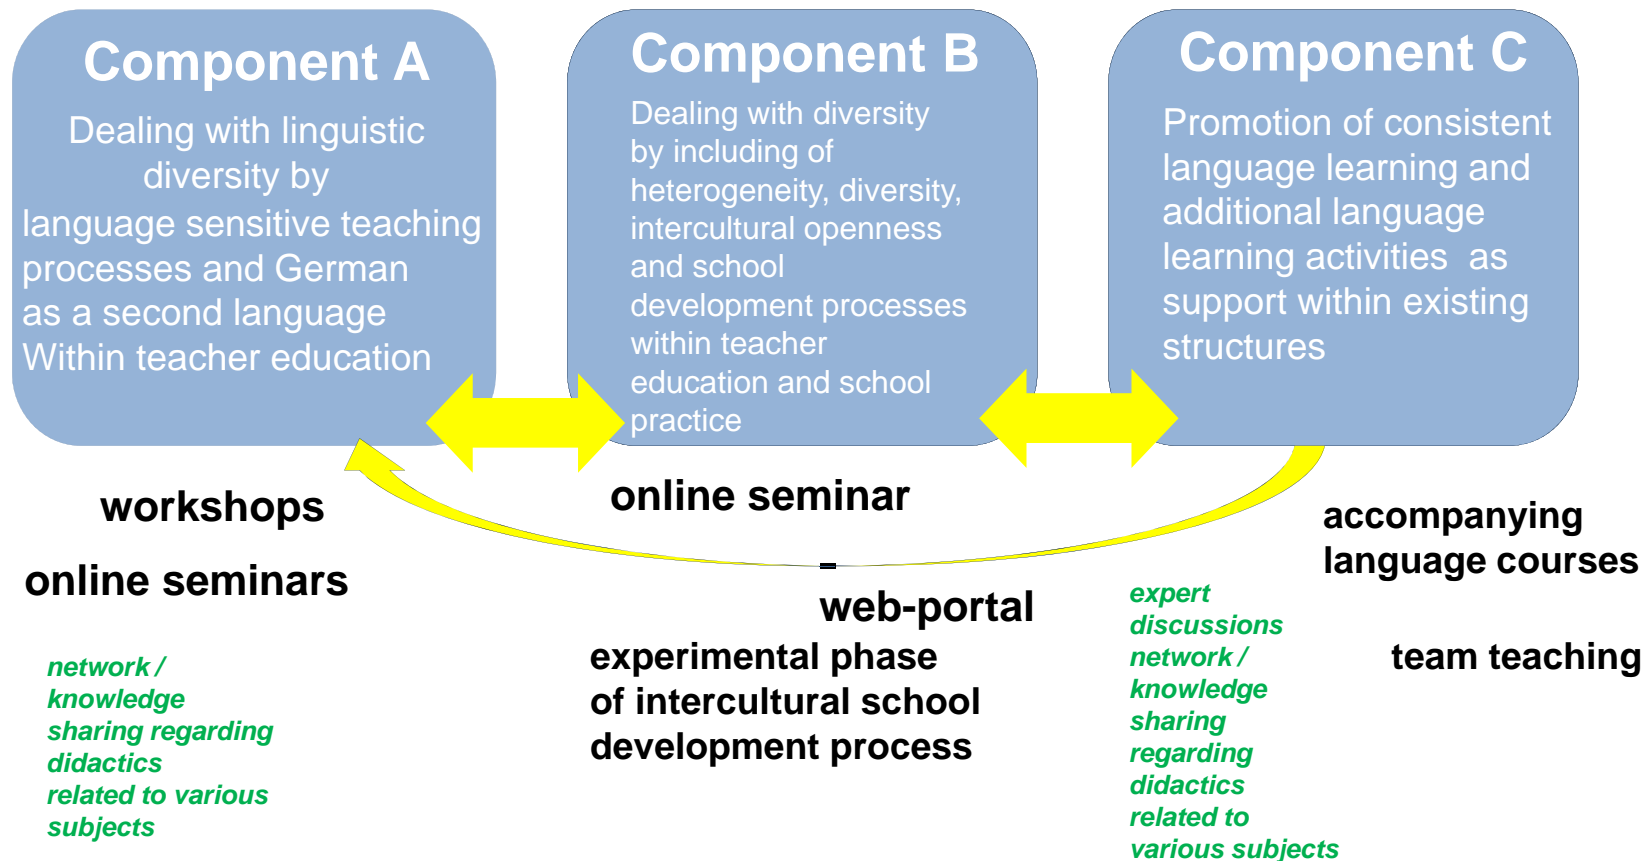 Component A
Dealing with linguistic
diversity by
language sensitive teaching
processes and German
as a second language
Within teacher education
Component B
Dealing with diversity
by including of
heterogeneity, diversity,
intercultural openness
and school
development processes
within teacher
education and school
practice
Component C
Promotion of consistent
language learning and
additional language
learning activities as
support within existing
structures
workshops
online seminars
network /
knowledge
sharing regarding
didactics
related to various
subjects
online seminar
web-portal
experimental phase
of intercultural school
development process
expert
discussions
network /
knowledge
sharing
regarding
didactics
related to
various subjects
accompanying
language courses
team teaching